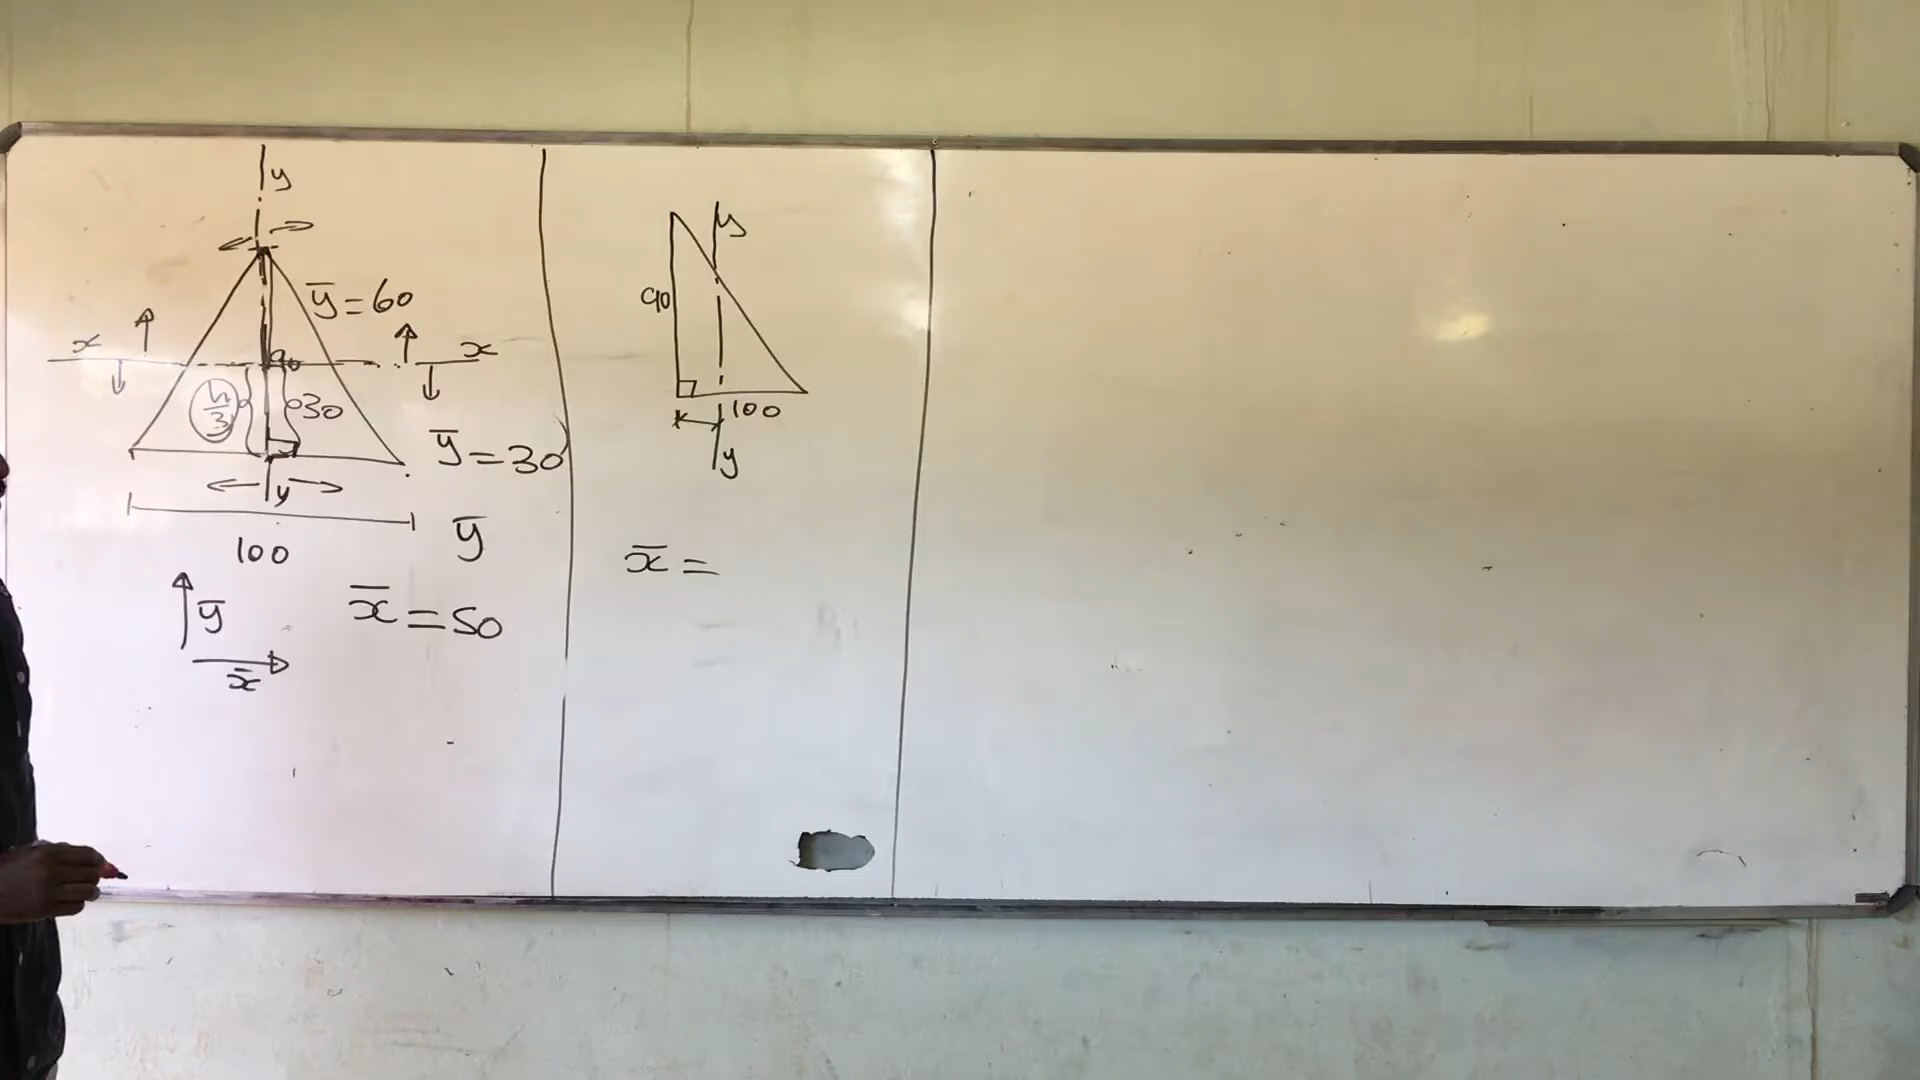 y
y̅ = 60
x
x
90
h/3
30
y̅ = 30
y
100
y̅
y̅
x̅ = 50
x̅
y
90
100
y
x̅ =